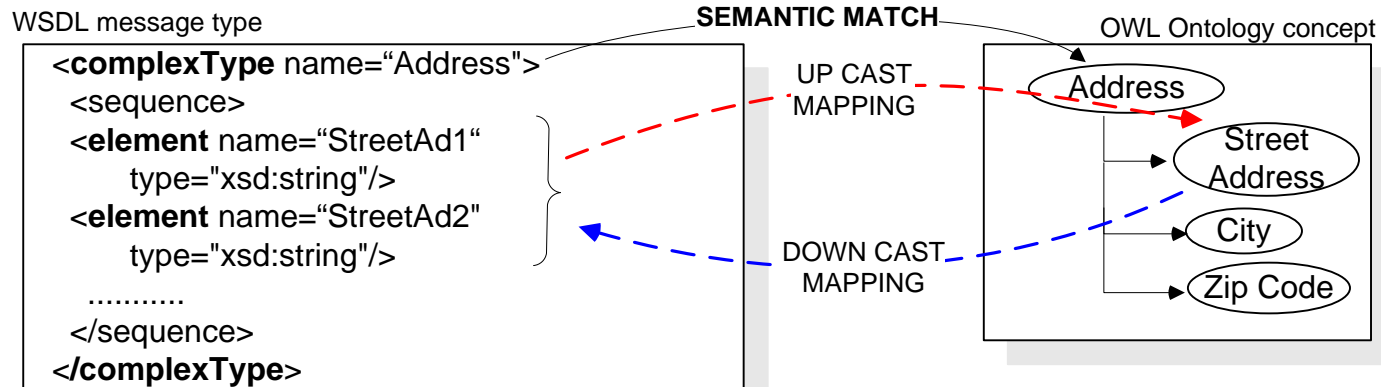 WSDL message type
<complexType name=“Address">
<sequence>
<element name=“StreetAd1“
type="xsd:string"/>
<element name=“StreetAd2"
type="xsd:string"/>
...........
</sequence>
</complexType>
SEMANTIC MATCH
UP CAST
MAPPING
DOWN CAST
MAPPING
OWL Ontology concept
Address
Street
Address
City
Zip Code